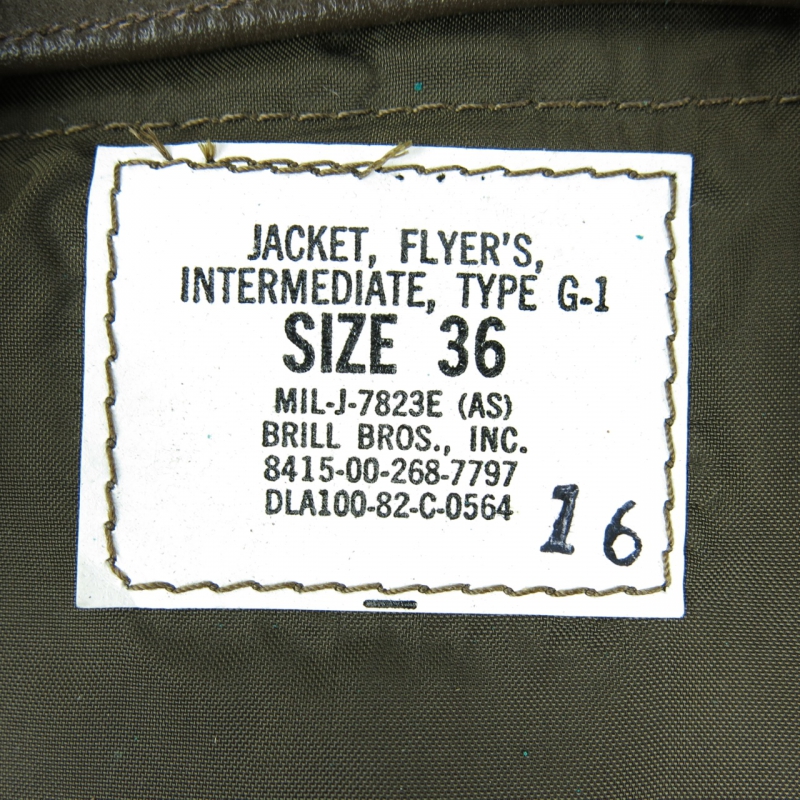 JACKET, FLYER'S,
INTERMEDIATE, TYPE G-1
SIZE 36
MIL-J-7823E (AS)
BRILL BROS., INC.
8415-00-268-7797
DLA100-82-C-0564
16